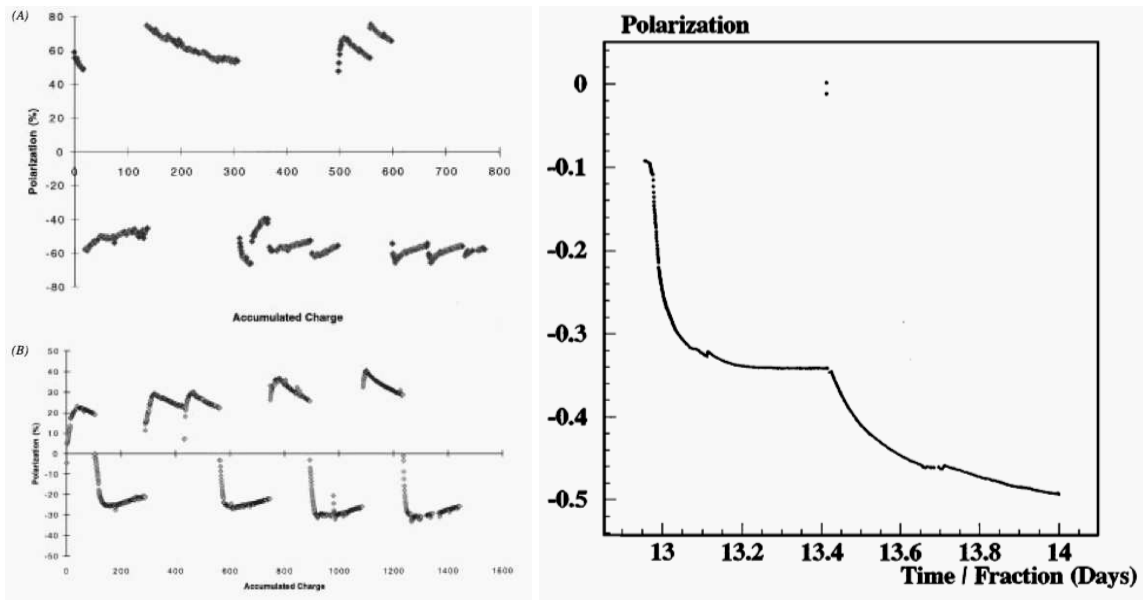 (A)
80
60
40
20
0
-20
-40
-60
-80
Polarization (%)
0 100 200 300 400 500 600 700 800
Accumulated Charge
(B)
50
40
30
20
10
0
-10
-20
-30
-40
-50
Polarization (%)
0 200 400 600 800 1000 1200 1400 1600
Accumulated Charge
Polarization
0
-0.1
-0.2
-0.3
-0.4
-0.5
13 13.2 13.4 13.6 13.8 14
Time / Fraction (Days)